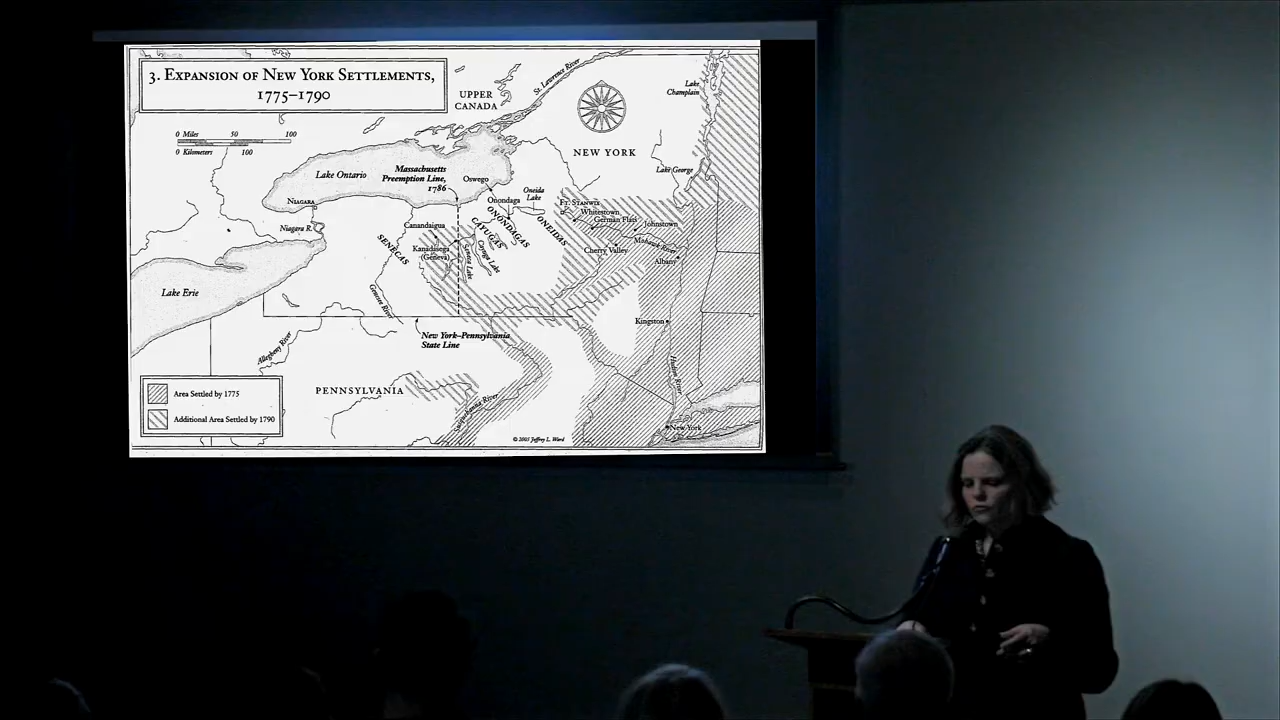 3. Expansion of New York Settlements,
1775–1790
0 Miles 50 100
0 Kilometers 100
UPPER
CANADA
St. Lawrence River
Lake
Champlain
NEW YORK
Lake George
Lake Ontario
Massachusetts
Preemption Line,
1786
Oswego
Oneida
Lake
Niagara
Niagara R.
Onondaga
Ft. Stanwix
Whitestown
German Flats
Johnstown
Mohawk River
Cherry Valley
Albany
ONEIDAS
ONONDAGAS
CAYUGAS
Cayuga Lake
Seneca Lake
Canandaigua
Kanadasega
(Geneva)
SENECAS
Genesee River
Lake Erie
Kingston
Hudson River
New York–Pennsylvania
State Line
Allegheny River
PENNSYLVANIA
Susquehanna River
New York
Area Settled by 1775
Additional Area Settled by 1790
© 2005 Jeffrey L. Ward